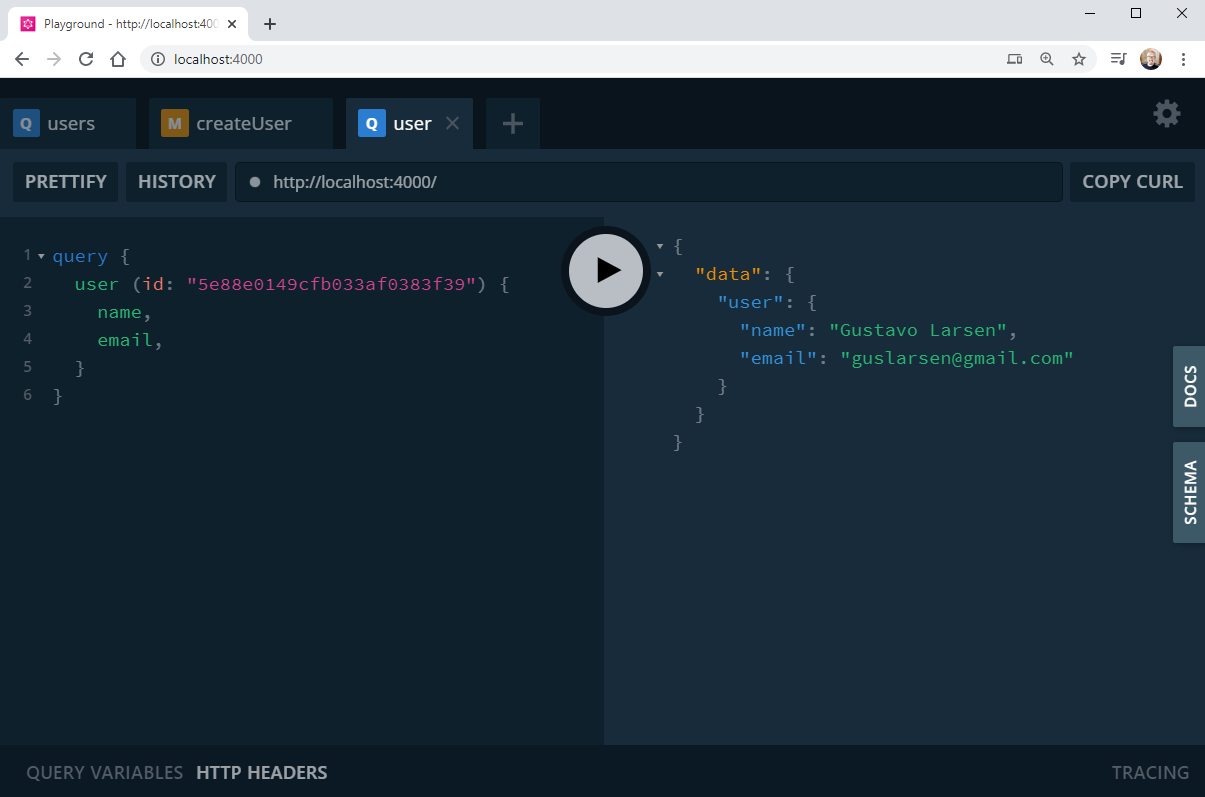 Playground - http://localhost:400
localhost:4000
Q users
M createUser
Q user
PRETTIFY
HISTORY
http://localhost:4000/
COPY CURL
1 query {
2 user (id: "5e88e0149cfb033af0383f39") {
3 name,
4 email,
5 }
6 }
{
"data": {
"user": {
"name": "Gustavo Larsen",
"email": "guslarsen@gmail.com"
}
}
}
DOCS
SCHEMA
QUERY VARIABLES
HTTP HEADERS
TRACING